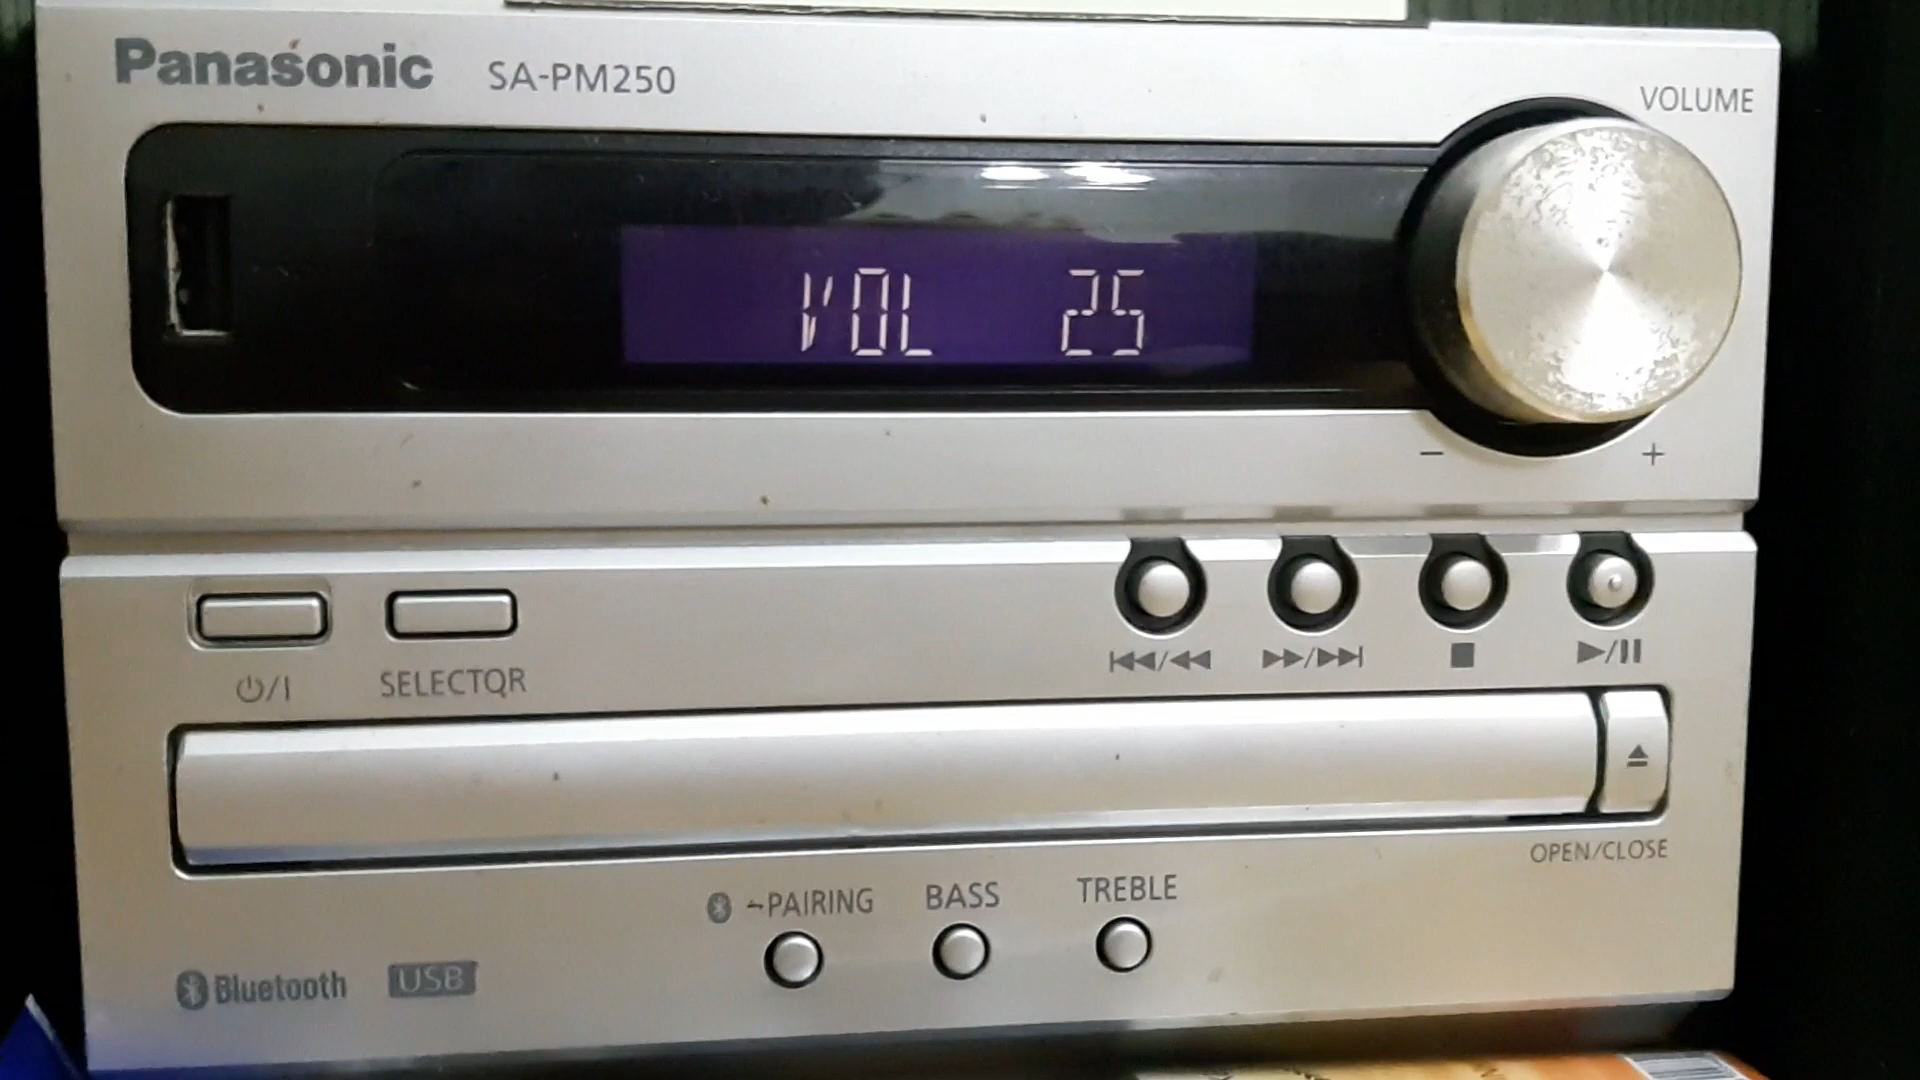 Panasonic SA-PM250
VOLUME
VOL 25
- +
⏻/I SELECTOR
⏮◀◀/◀◀ ▶▶/▶▶⏭ ■ ▶/❚❚
⏏
OPEN/CLOSE
-PAIRING BASS TREBLE
Bluetooth USB